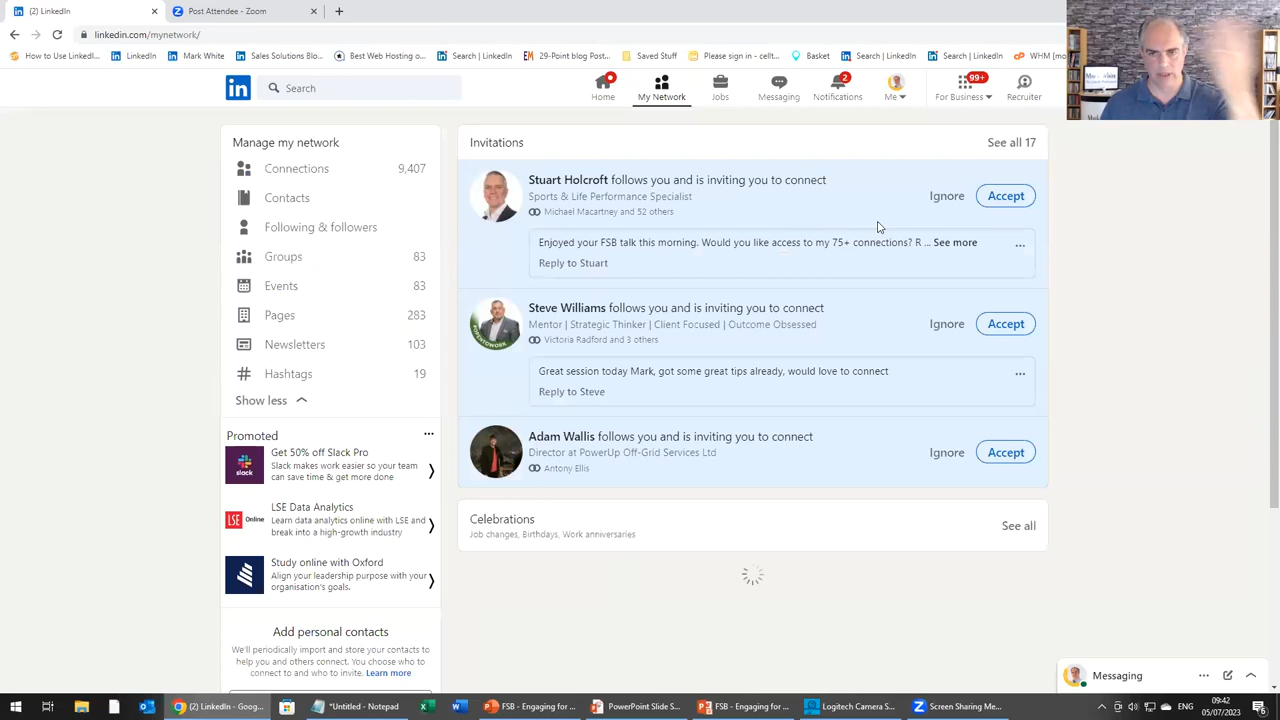 (2) LinkedIn
Post Attendee - Zoom
linkedin.com/mynetwork/
How to Use LinkedI...
LinkedIn
Mark White
Sales Solutions Blo...
Best Web Hosting,...
Search | LinkedIn
29-Point blog Post...
Saved Stuff
Please sign in - cellt...
Basket
Search | LinkedIn
Search | LinkedIn
WHM [mo
in
Search
Home
My Network
Jobs
Messaging
2
Notifications
Me
99+
For Business
Recruiter
Manage my network
Connections 9,407
Contacts
Following & followers
Groups 83
Events 83
Pages 283
Newsletters 103
Hashtags 19
Show less
Promoted
Get 50% off Slack Pro
Slack makes work easier so your team
can save time & get more done
slack
LSE Data Analytics
Learn data analytics online with LSE and
break into a high-growth industry
LSE Online
Study online with Oxford
Align your leadership purpose with your
organisation's goals.
Add personal contacts
We'll periodically import and store your contacts to
help you and others connect. You choose who
to connect to and who to invite. Learn more
Invitations
See all 17
Stuart Holcroft follows you and is inviting you to connect
Sports & Life Performance Specialist
Michael Macartney and 52 others
Ignore
Accept
Enjoyed your FSB talk this morning. Would you like access to my 75+ connections? R ... See more
Reply to Stuart
Steve Williams follows you and is inviting you to connect
Mentor | Strategic Thinker | Client Focused | Outcome Obsessed
Victoria Radford and 3 others
Ignore
Accept
Great session today Mark, got some great tips already, would love to connect
Reply to Steve
Adam Wallis follows you and is inviting you to connect
Director at PowerUp Off-Grid Services Ltd
Antony Ellis
Ignore
Accept
Celebrations
Job changes, Birthdays, Work anniversaries
See all
Messaging
(2) LinkedIn - Goog...
*Untitled - Notepad
FSB - Engaging for ...
PowerPoint Slide S...
FSB - Engaging for ...
Logitech Camera S...
Screen Sharing Me...
ENG
09:42
05/07/2023
6